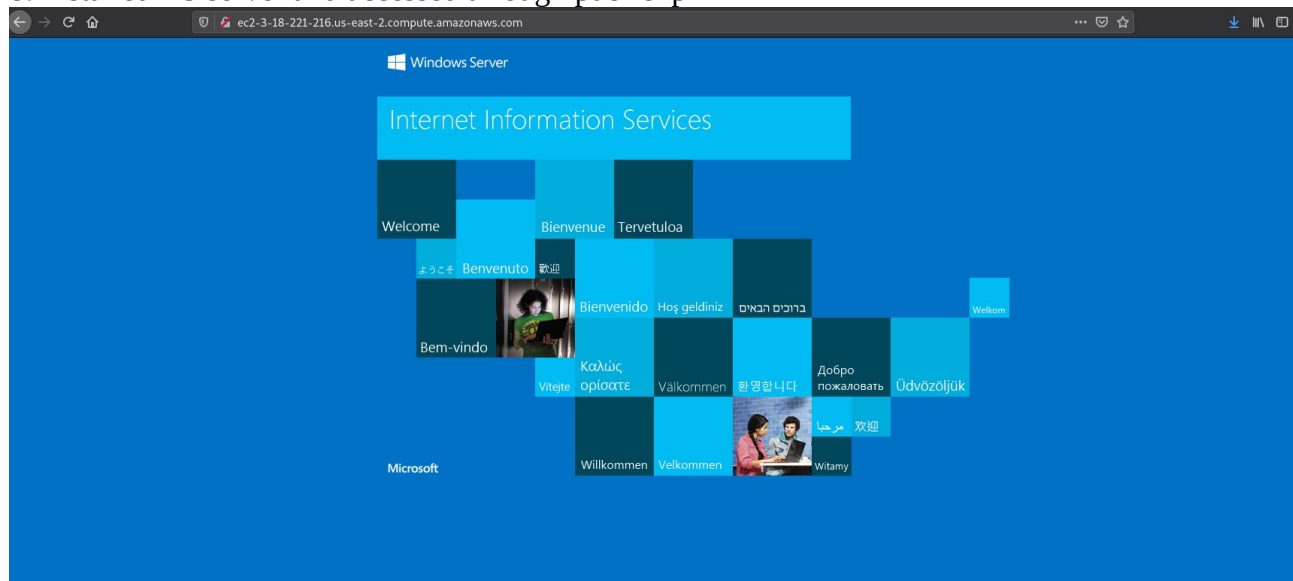 ec2-3-18-221-216.us-east-2.compute.amazonaws.com
Windows Server
Internet Information Services
Welcome
Bienvenue
Tervetuloa
ようこそ
Benvenuto
歡迎
Bienvenido
Hoş geldiniz
ברוכים הבאים
Welkom
Bem-vindo
Vítejte
Καλώς
ορίσατε
Välkommen
환영합니다
Добро
пожаловать
Üdvözöljük
مرحبا
欢迎
Microsoft
Willkommen
Velkommen
Witamy